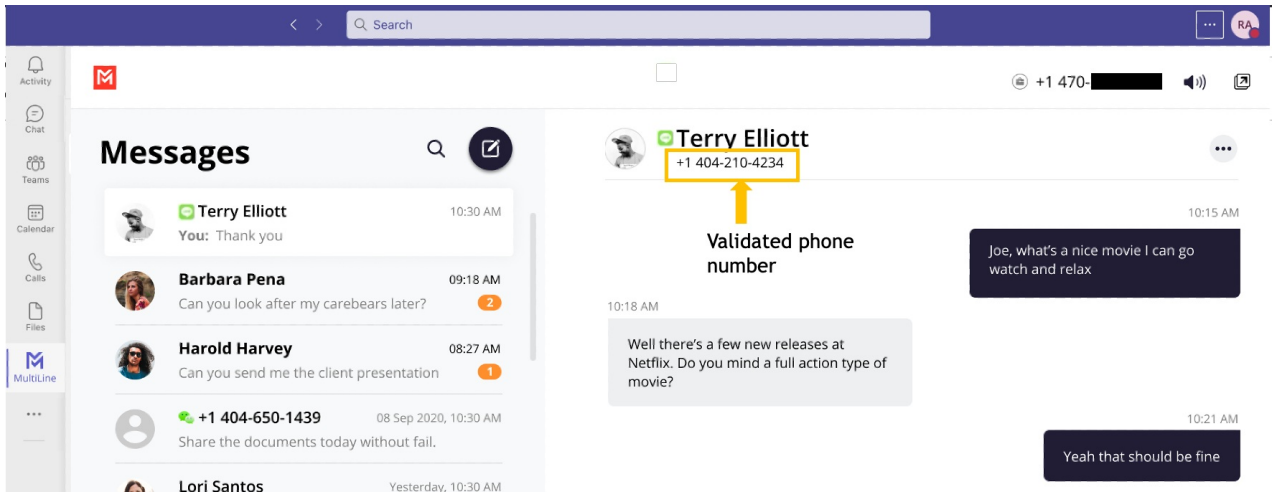 Search
...
RA
Activity
Chat
Teams
Calendar
Calls
Files
MultiLine
...
+1 470-
Messages
Terry Elliott
10:30 AM
You: Thank you
Barbara Pena
09:18 AM
Can you look after my carebears later?
2
Harold Harvey
08:27 AM
Can you send me the client presentation
1
+1 404-650-1439
08 Sep 2020, 10:30 AM
Share the documents today without fail.
Lori Santos
Yesterday, 10:30 AM
Terry Elliott
+1 404-210-4234
Validated phone
number
10:15 AM
Joe, what's a nice movie I can go
watch and relax
10:18 AM
Well there's a few new releases at
Netflix. Do you mind a full action type of
movie?
10:21 AM
Yeah that should be fine